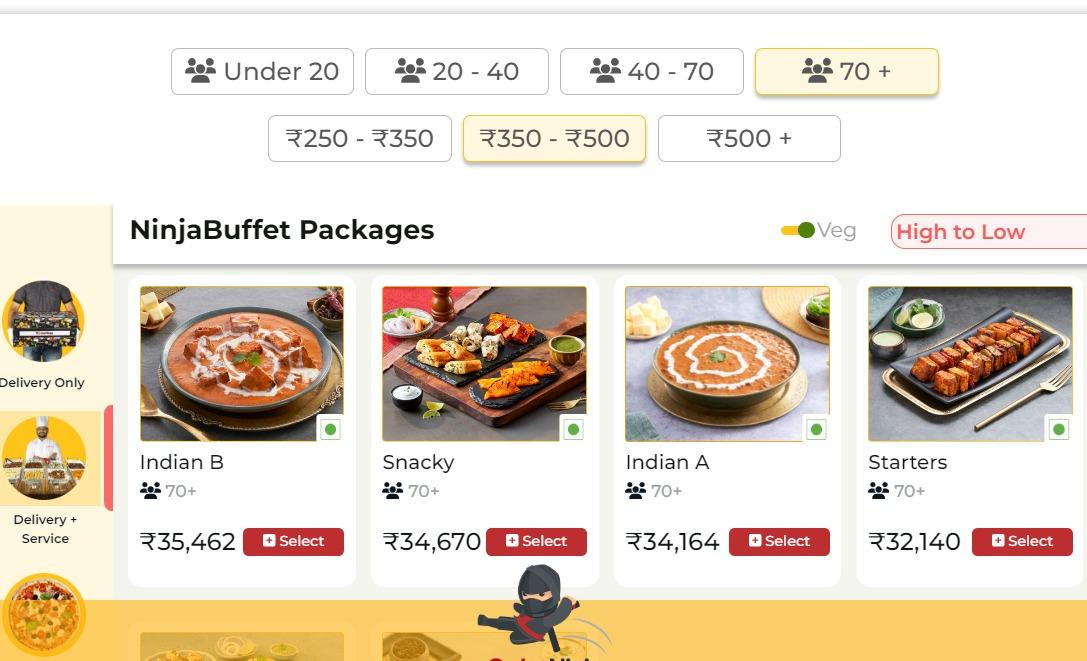 Under 20
20 - 40
40 - 70
70 +
₹250 - ₹350
₹350 - ₹500
₹500 +
NinjaBuffet Packages
Veg
High to Low
Delivery Only
Delivery +
Service
Indian B
70+
₹35,462
Select
Snacky
70+
₹34,670
Select
Indian A
70+
₹34,164
Select
Starters
70+
₹32,140
Select